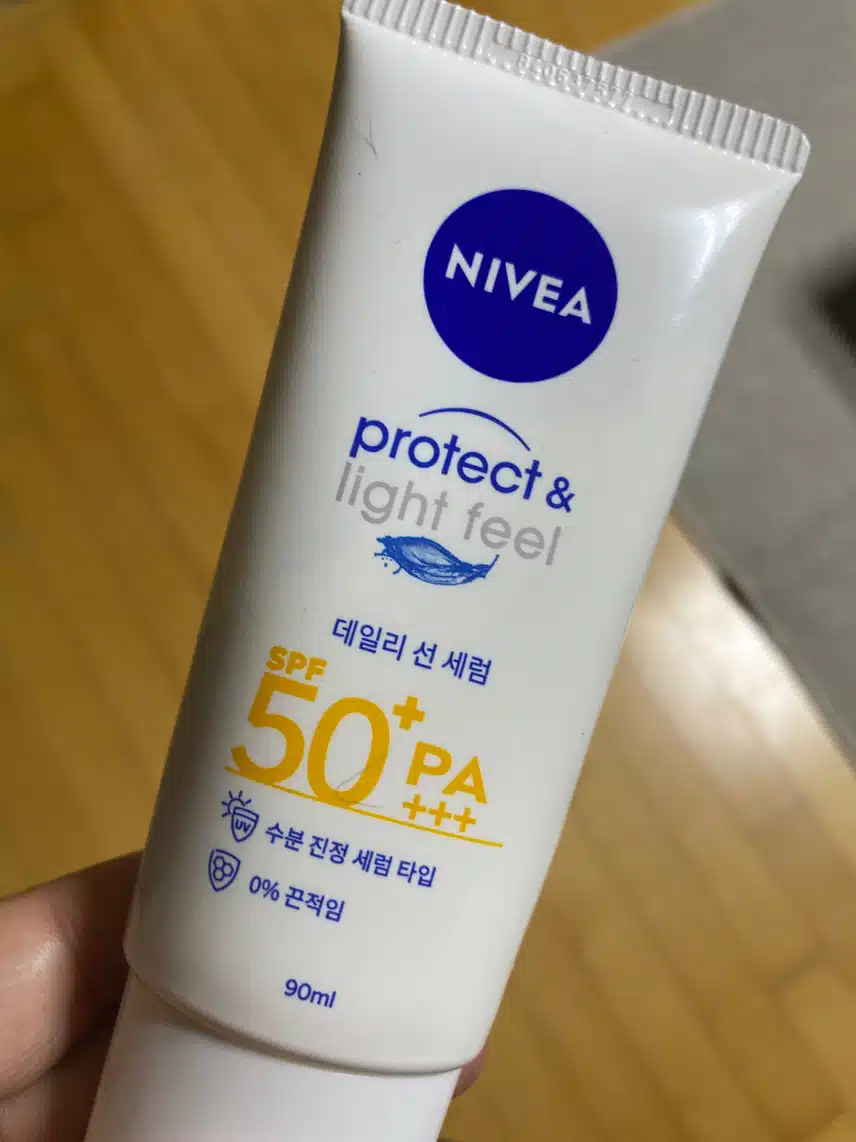 NIVEA
protect &
light feel
데일리 선 세럼
SPF
50+
PA
+++
UV
수분 진정 세럼 타입
0% 끈적임
90ml